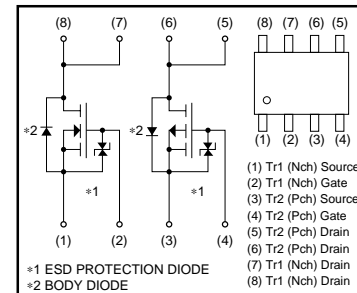 (8) (7) (6) (5)
(8) (7) (6) (5)
*2
*2
*1
*1
(1) (2) (3) (4)
(1) (2) (3) (4)
(1) Tr1 (Nch) Source
(2) Tr1 (Nch) Gate
(3) Tr2 (Pch) Source
(4) Tr2 (Pch) Gate
(5) Tr2 (Pch) Drain
(6) Tr2 (Pch) Drain
(7) Tr1 (Nch) Drain
(8) Tr1 (Nch) Drain
*1 ESD PROTECTION DIODE
*2 BODY DIODE